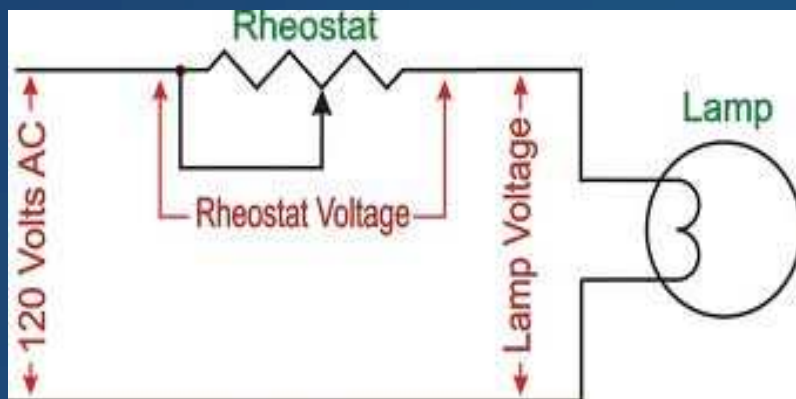 Rheostat
120 Volts AC
Rheostat Voltage
Lamp Voltage
Lamp